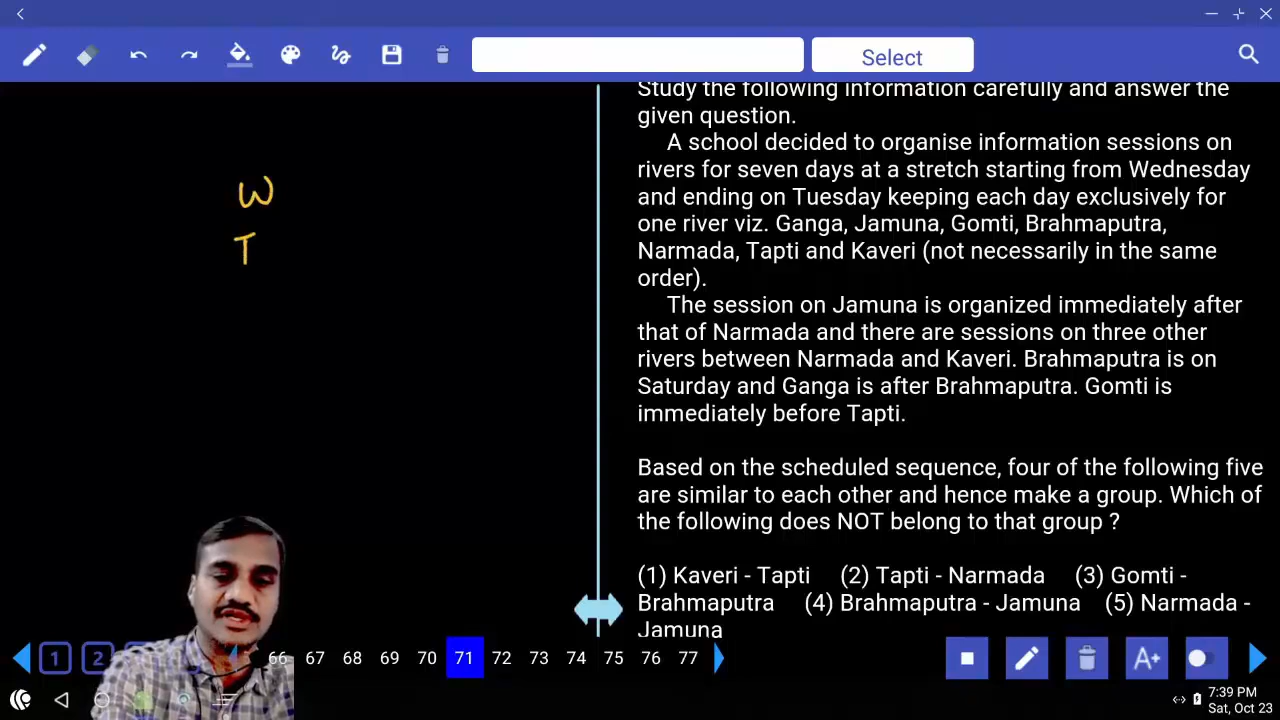 Select
Study the following information carefully and answer the
given question.
A school decided to organise information sessions on
rivers for seven days at a stretch starting from Wednesday
and ending on Tuesday keeping each day exclusively for
one river viz. Ganga, Jamuna, Gomti, Brahmaputra,
Narmada, Tapti and Kaveri (not necessarily in the same
order).
The session on Jamuna is organized immediately after
that of Narmada and there are sessions on three other
rivers between Narmada and Kaveri. Brahmaputra is on
Saturday and Ganga is after Brahmaputra. Gomti is
immediately before Tapti.
Based on the scheduled sequence, four of the following five
are similar to each other and hence make a group. Which of
the following does NOT belong to that group ?
(1) Kaveri - Tapti (2) Tapti - Narmada (3) Gomti -
Brahmaputra (4) Brahmaputra - Jamuna (5) Narmada -
Jamuna
W
T
1 2 66 67 68 69 70 71 72 73 74 75 76 77 A+
7:39 PM
Sat, Oct 23